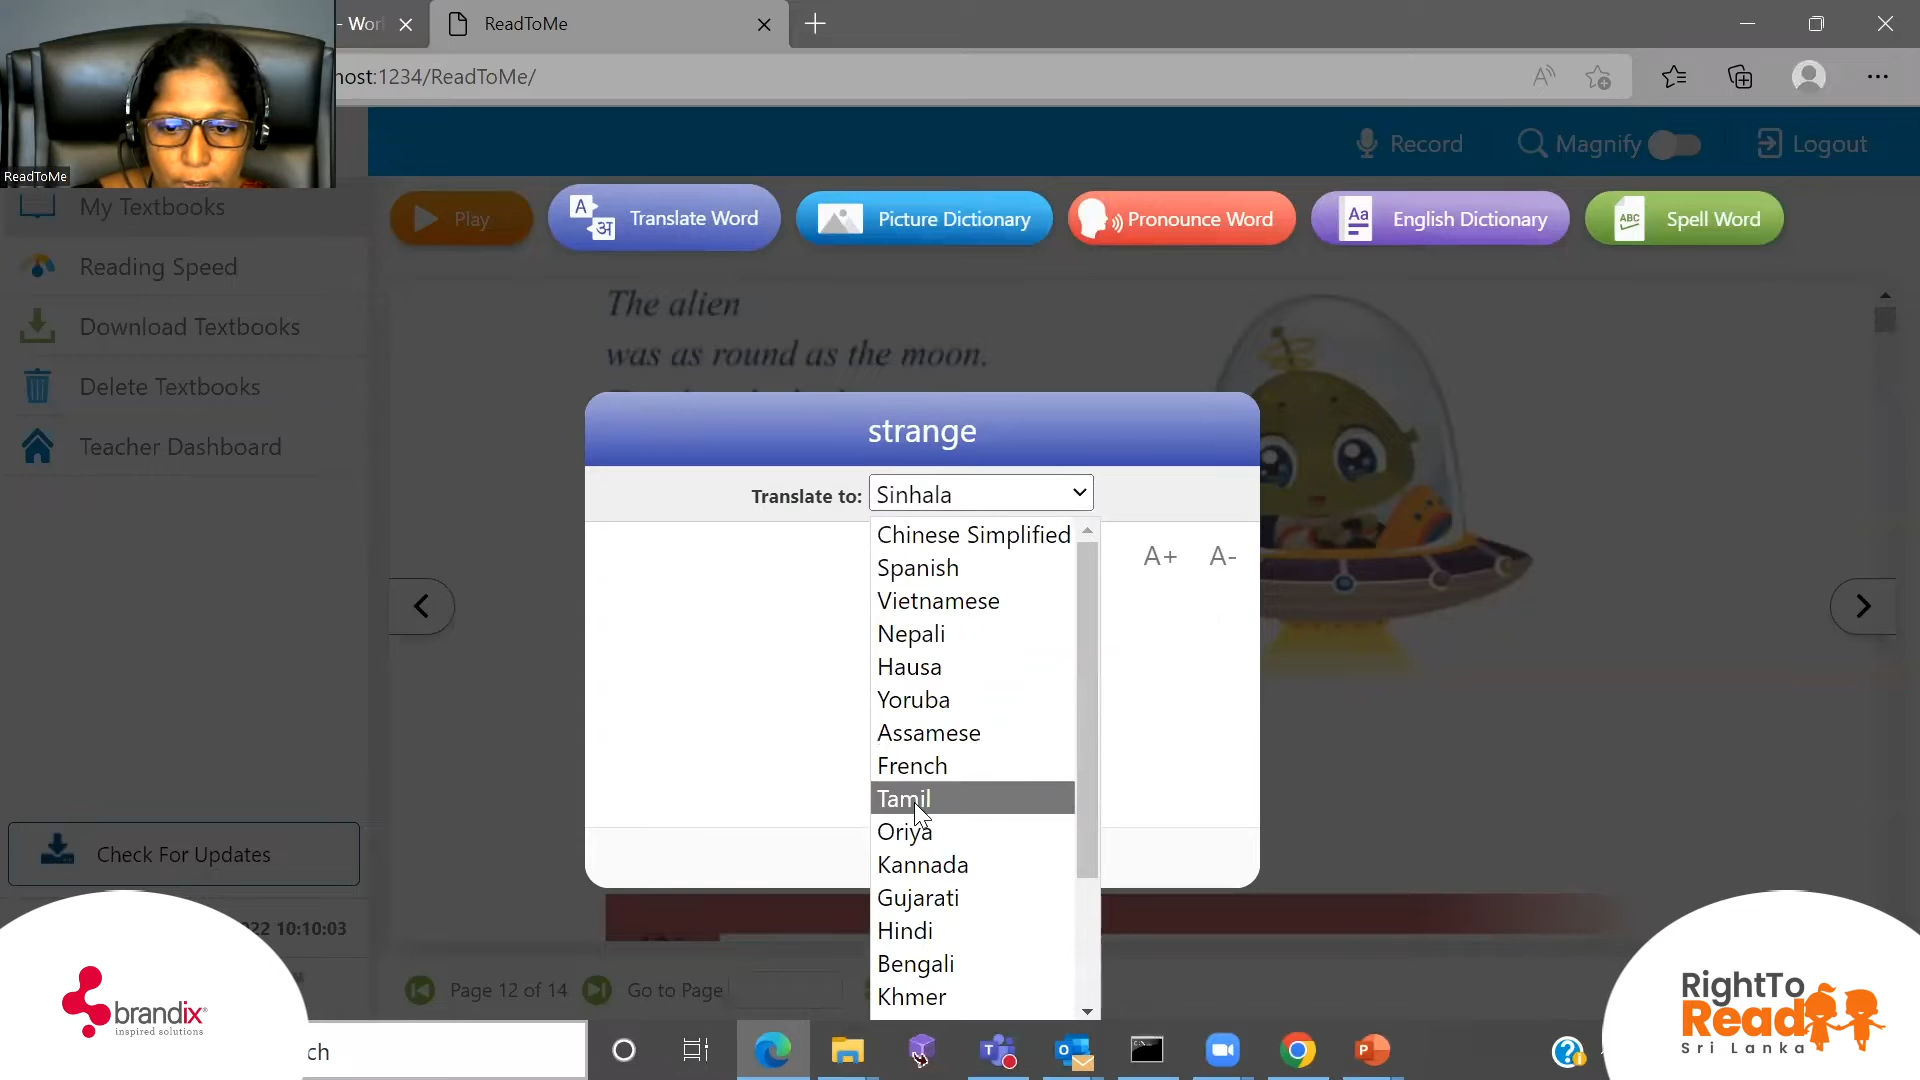 - Wor
ReadToMe
host:1234/ReadToMe/
ReadToMe
Record
Magnify
Logout
My Textbooks
Play
Translate Word
Picture Dictionary
Pronounce Word
English Dictionary
Spell Word
Reading Speed
Download Textbooks
Delete Textbooks
Teacher Dashboard
The alien
was as round as the moon.
strange
Translate to: Sinhala
Chinese Simplified
Spanish
Vietnamese
Nepali
Hausa
Yoruba
Assamese
French
Tamil
Oriya
Kannada
Gujarati
Hindi
Bengali
Khmer
A+ A-
Check For Updates
22 10:10:03
Page 12 of 14
Go to Page
brandix
inspired solutions
ch
RightTo
Read
Sri Lanka